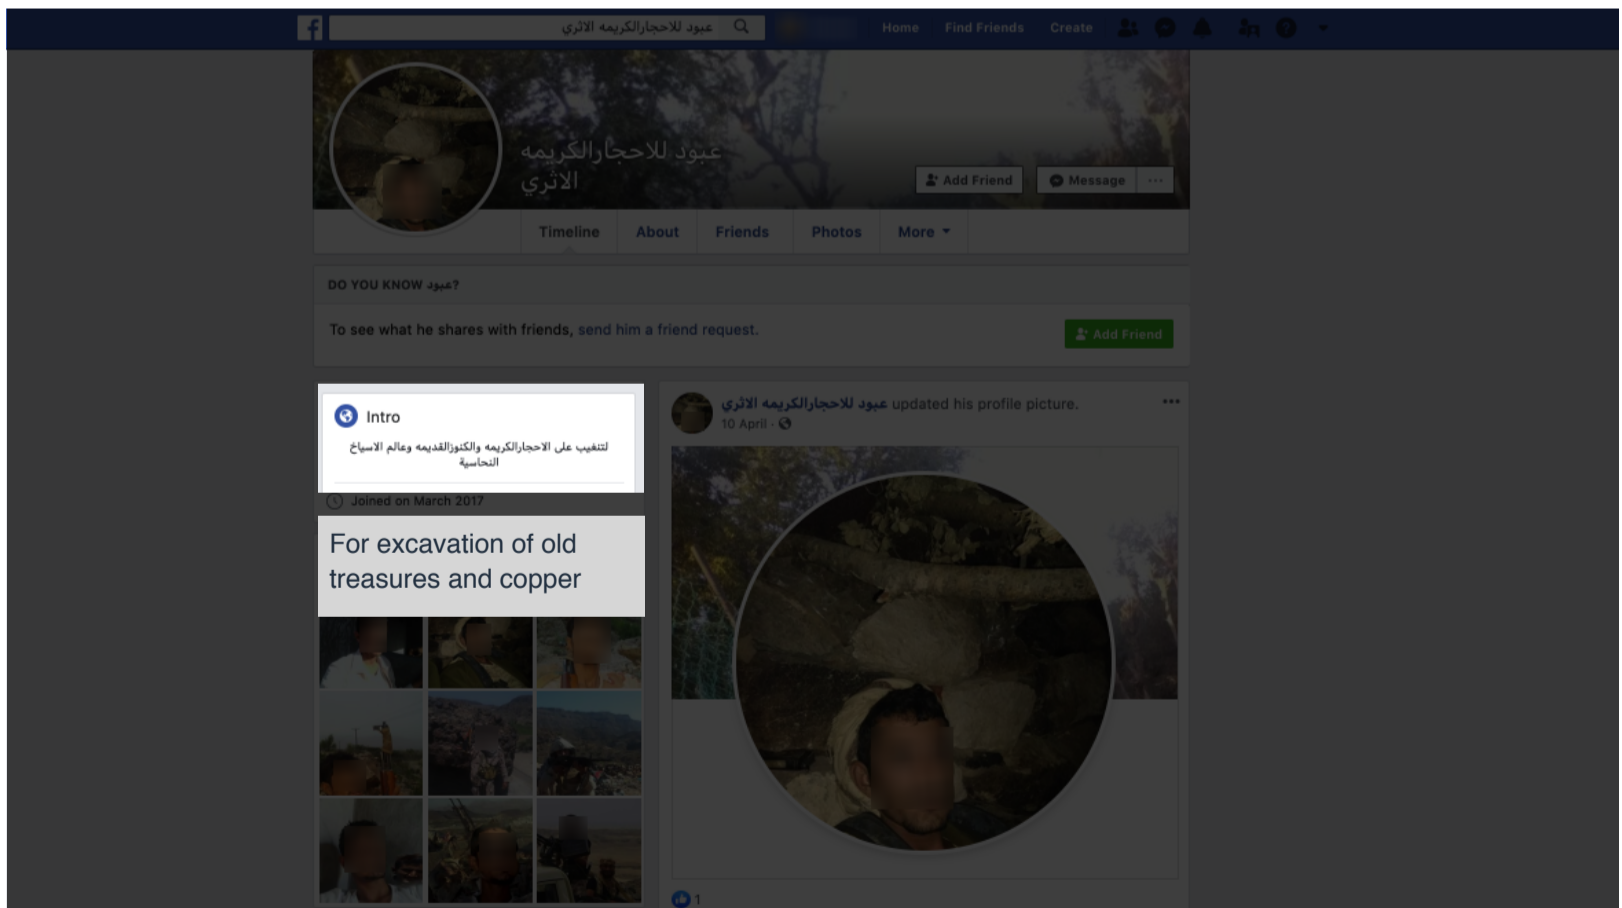 عبود للاحجارالكريمه الاثري
Home
Find Friends
Create
عبود للاحجارالكريمه
الاثري
Add Friend
Message
Timeline
About
Friends
Photos
More
DO YOU KNOW عبود?
To see what he shares with friends, send him a friend request.
Add Friend
Intro
لتنغيب على الاحجارالكريمه والكنوزالقديمه وعالم الاسياخ
النحاسية
Joined on March 2017
For excavation of old
treasures and copper
عبود للاحجارالكريمه الاثري updated his profile picture.
10 April
1